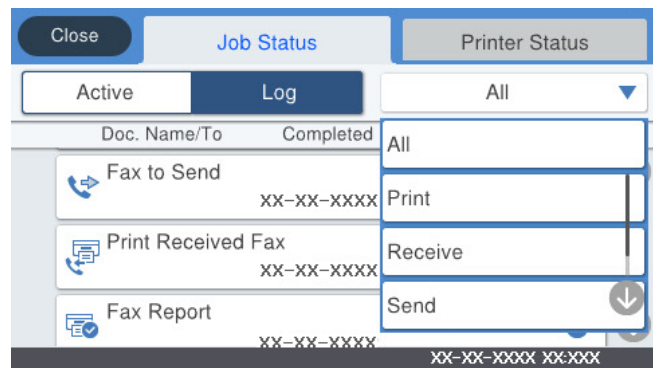 Close
Job Status
Printer Status
Active
Log
All
Doc. Name/To
Completed
All
Fax to Send
XX-XX-XXXX
Print
Print Received Fax
XX-XX-XXXX
Receive
Fax Report
XX-XX-XXXX
Send
XX-XX-XXXX XX:XXX